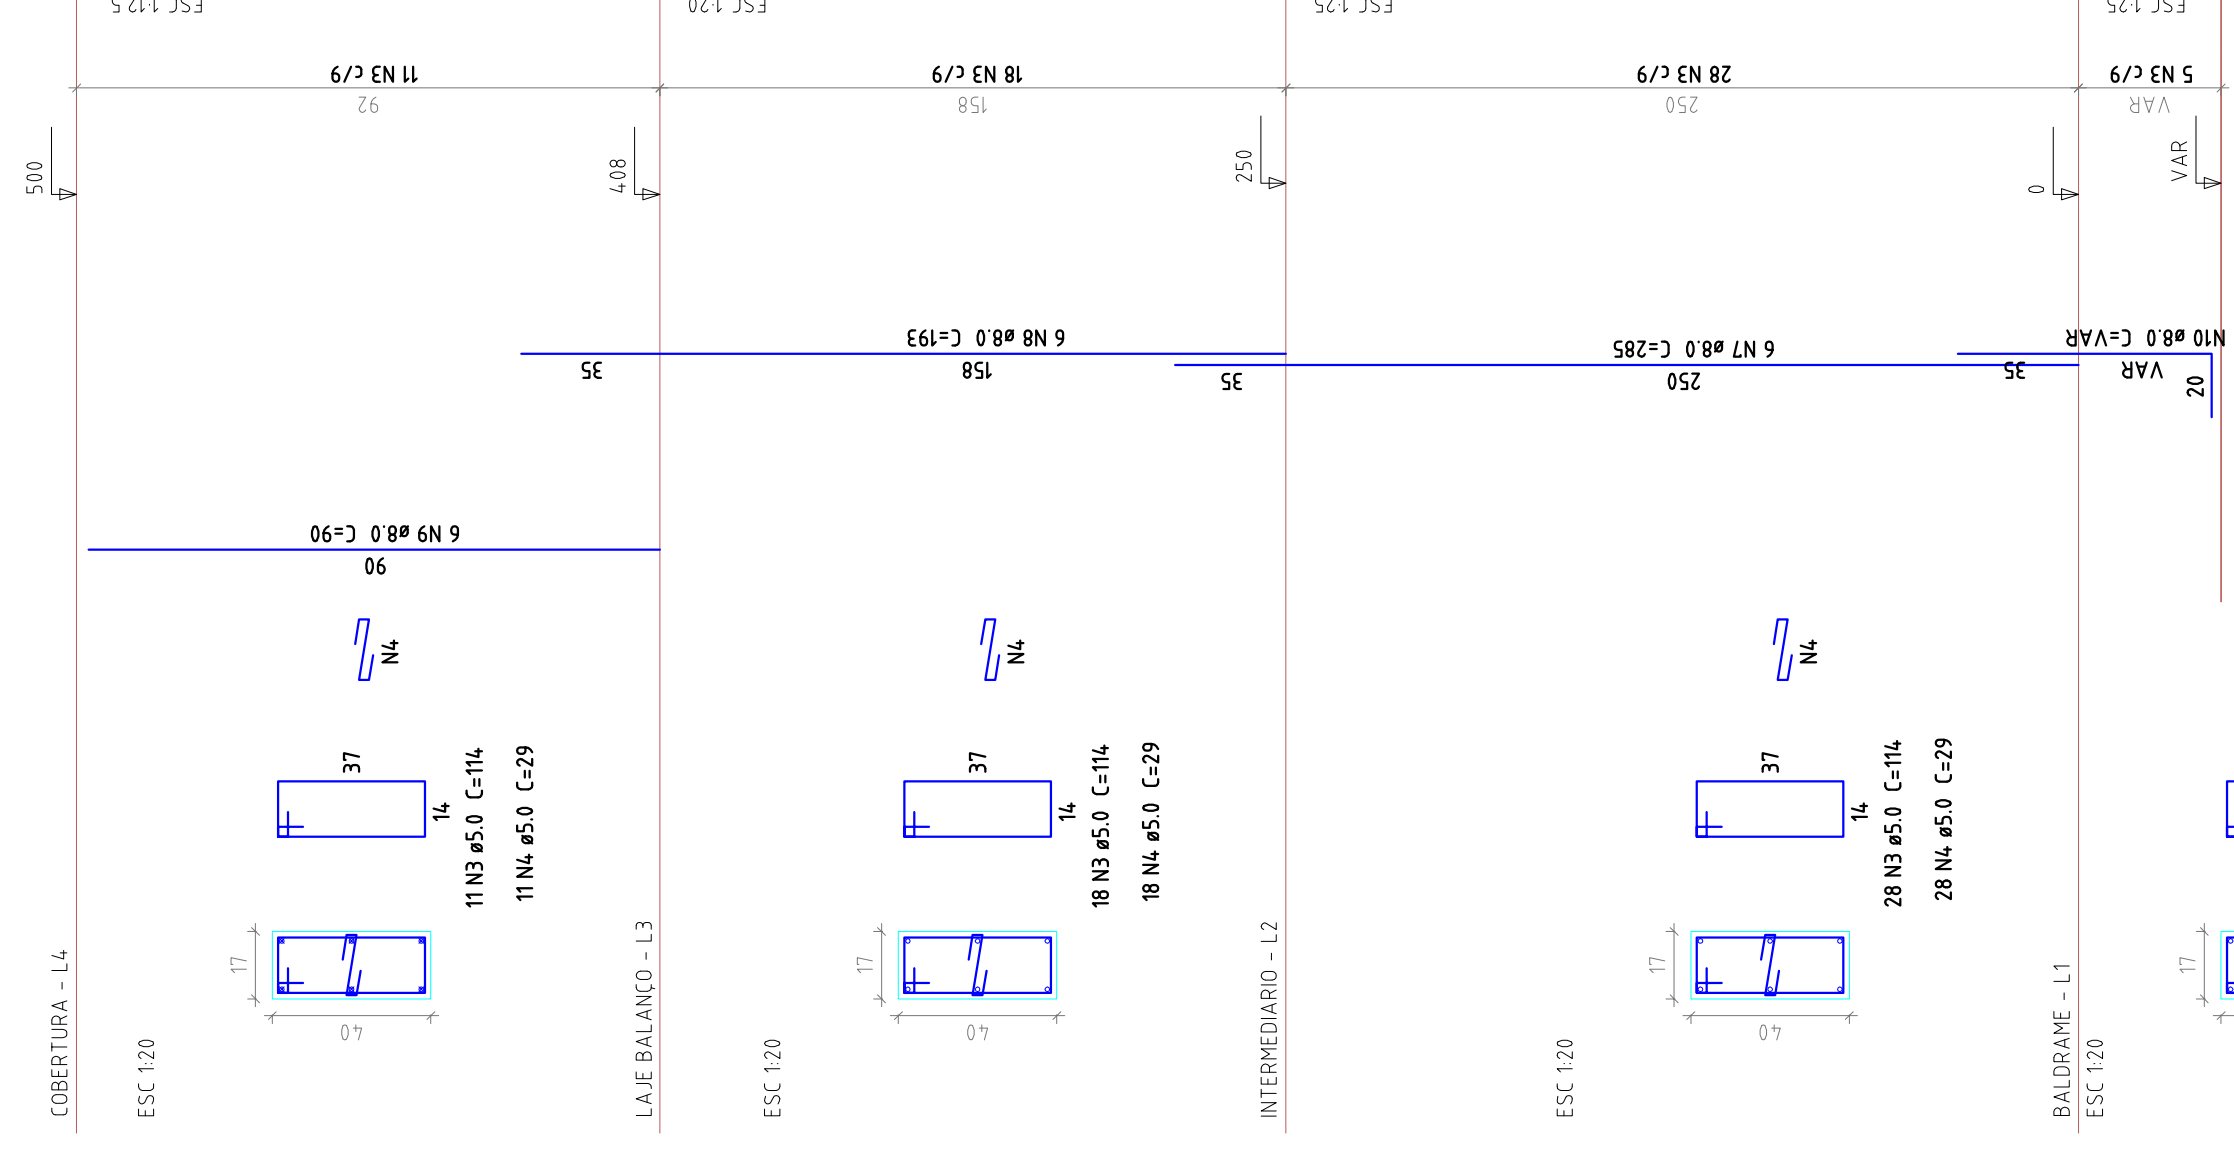 ESC 1:12.5
ESC 1:20
ESC 1:25
ESC 1:25
11 N3 c/9
18 N3 c/9
28 N3 c/9
5 N3 c/9
92
158
250
VAR
500
408
250
0
VAR
6 N8 ø8.0 C=193
35
158
6 N7 ø8.0 C=285
35
250
N10 ø8.0 C=VAR
35
VAR
20
6 N9 ø8.0 C=90
90
N4
N4
N4
37
14
11 N3 ø5.0 C=114
11 N4 ø5.0 C=29
37
14
18 N3 ø5.0 C=114
18 N4 ø5.0 C=29
37
14
28 N3 ø5.0 C=114
28 N4 ø5.0 C=29
17
40
17
40
17
40
17
COBERTURA - L4
ESC 1:20
LAJE BALANÇO - L3
ESC 1:20
INTERMEDIARIO - L2
ESC 1:20
BALDRAME - L1
ESC 1:20